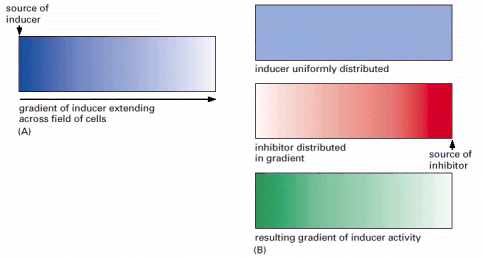 source of
inducer
gradient of inducer extending
across field of cells
(A)
inducer uniformly distributed
inhibitor distributed
in gradient
source of
inhibitor
resulting gradient of inducer activity
(B)